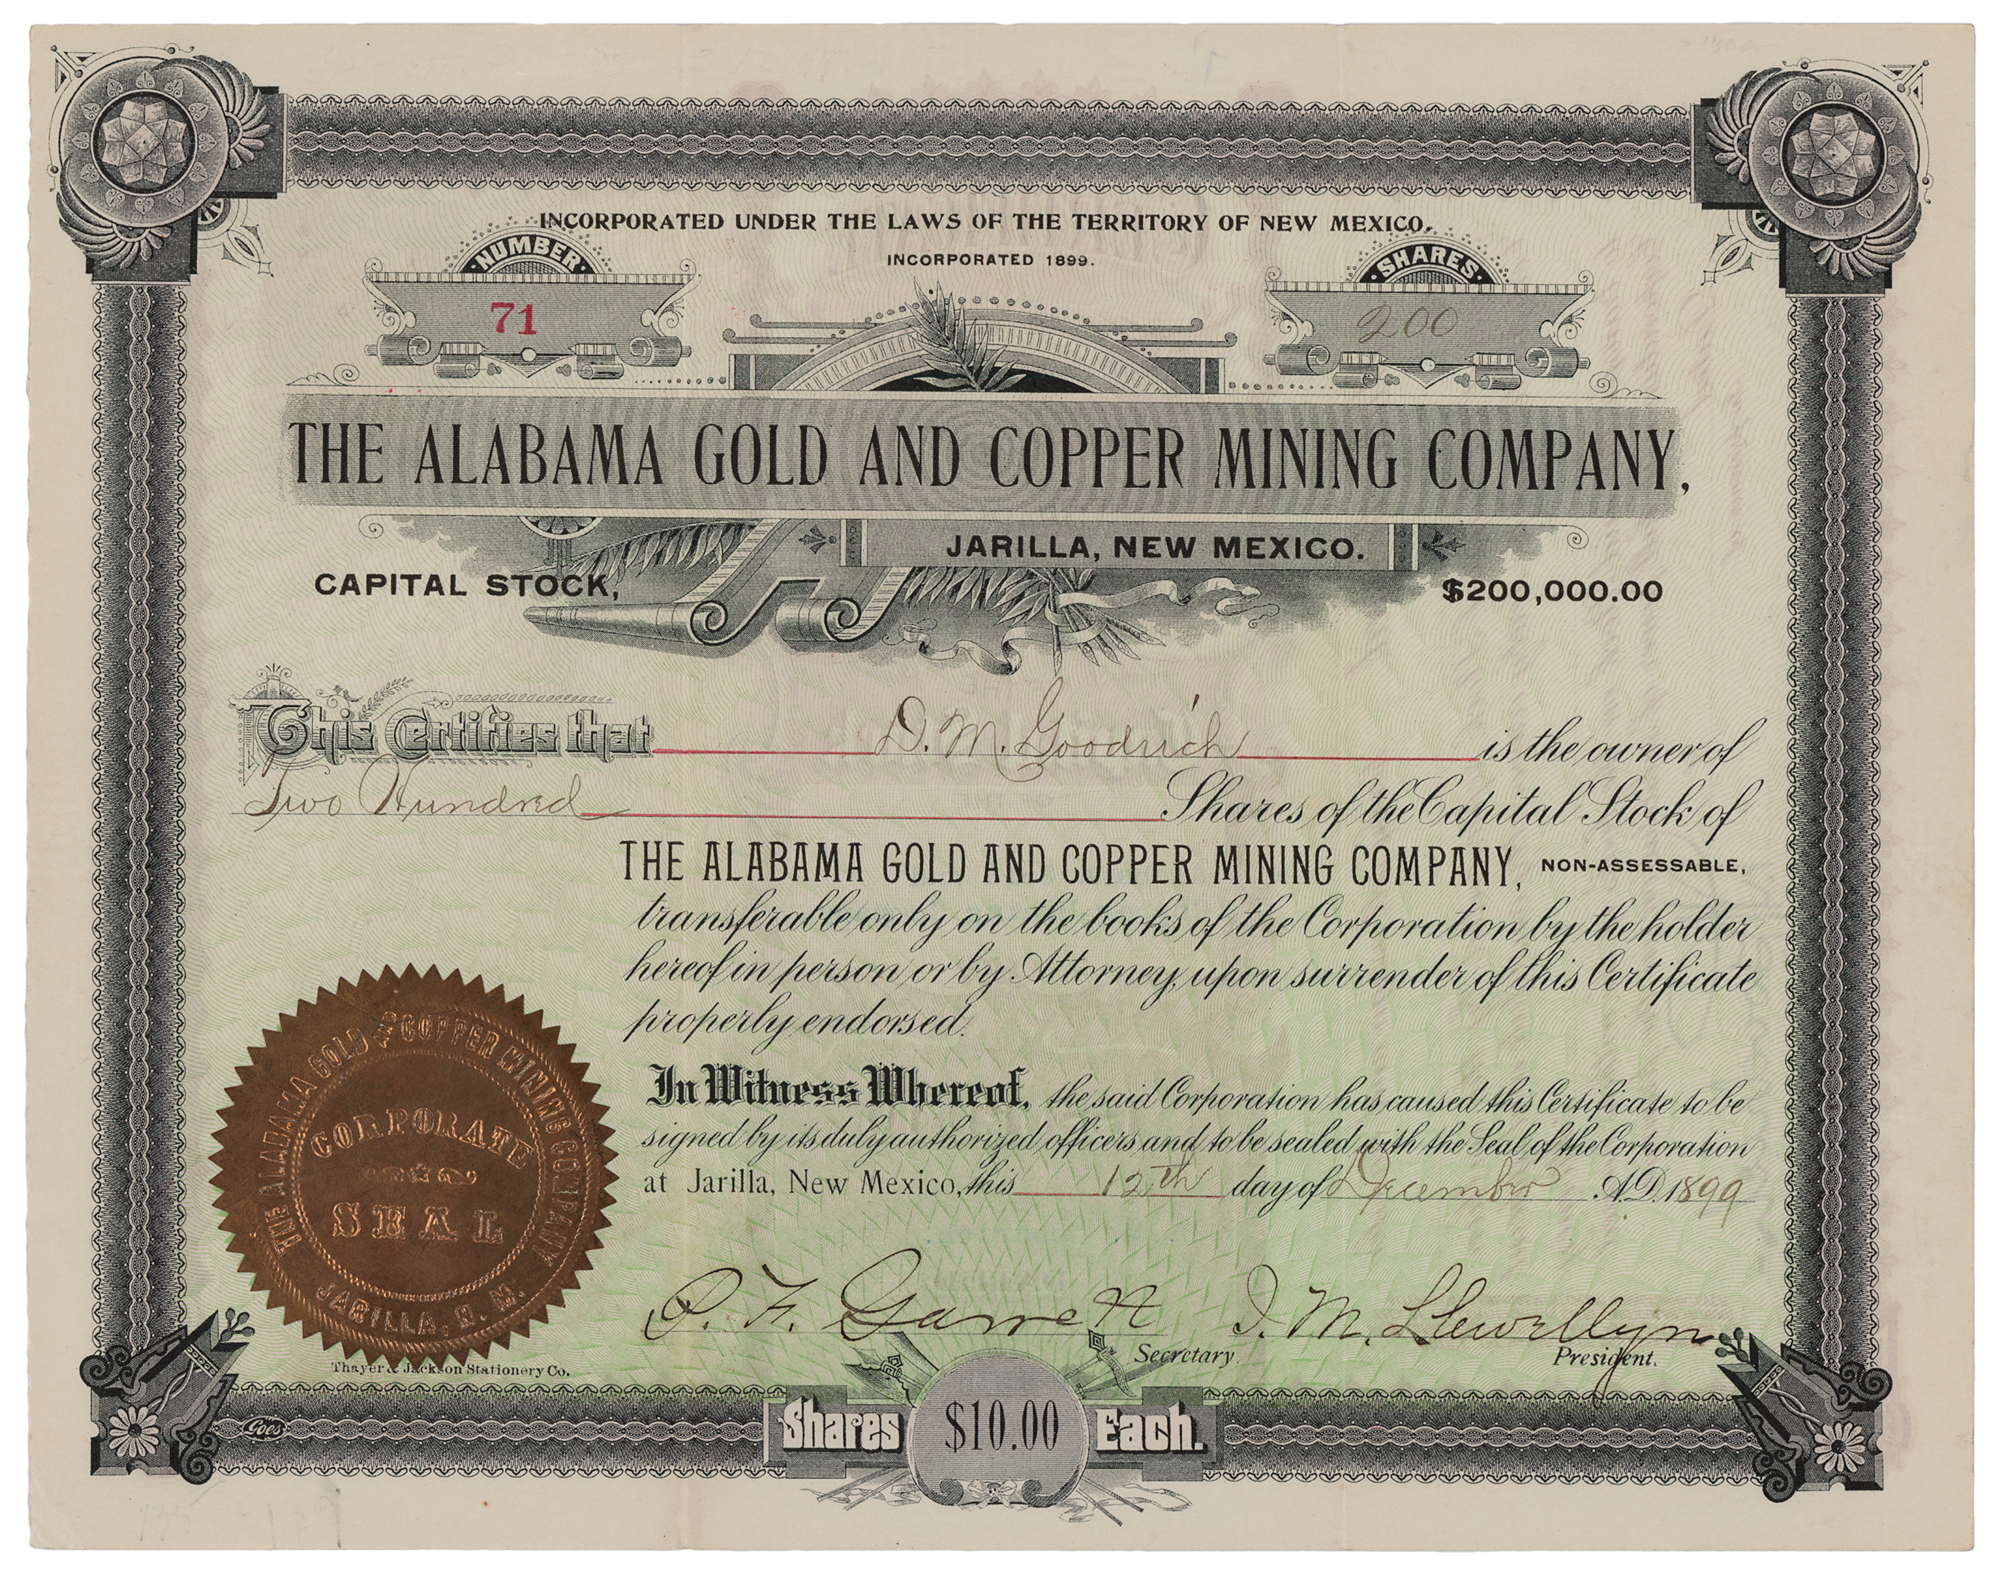 INCORPORATED UNDER THE LAWS OF THE TERRITORY OF NEW MEXICO.
INCORPORATED 1899.
NUMBER
71
SHARES
200
THE ALABAMA GOLD AND COPPER MINING COMPANY,
JARILLA, NEW MEXICO.
CAPITAL STOCK,
$200,000.00
This Certifies that D. M. Goodrich is the owner of
Two Hundred Shares of the Capital Stock of
THE ALABAMA GOLD AND COPPER MINING COMPANY, NON-ASSESSABLE,
transferable only on the books of the Corporation by the holder
hereof in person or by Attorney, upon surrender of this Certificate
properly endorsed.
In Witness Whereof, the said Corporation has caused this Certificate to be
signed by its duly authorized officers and to be sealed with the Seal of the Corporation
at Jarilla, New Mexico, this 12th day of December A.D. 1899
THE ALABAMA GOLD AND COPPER MINING COMPANY
CORPORATE
SEAL
JARILLA, N. M.
P. F. Garrett
Secretary.
J. M. Llewellyn
President.
Thayer & Jackson Stationery Co.
Goes
Shares $10.00 Each.